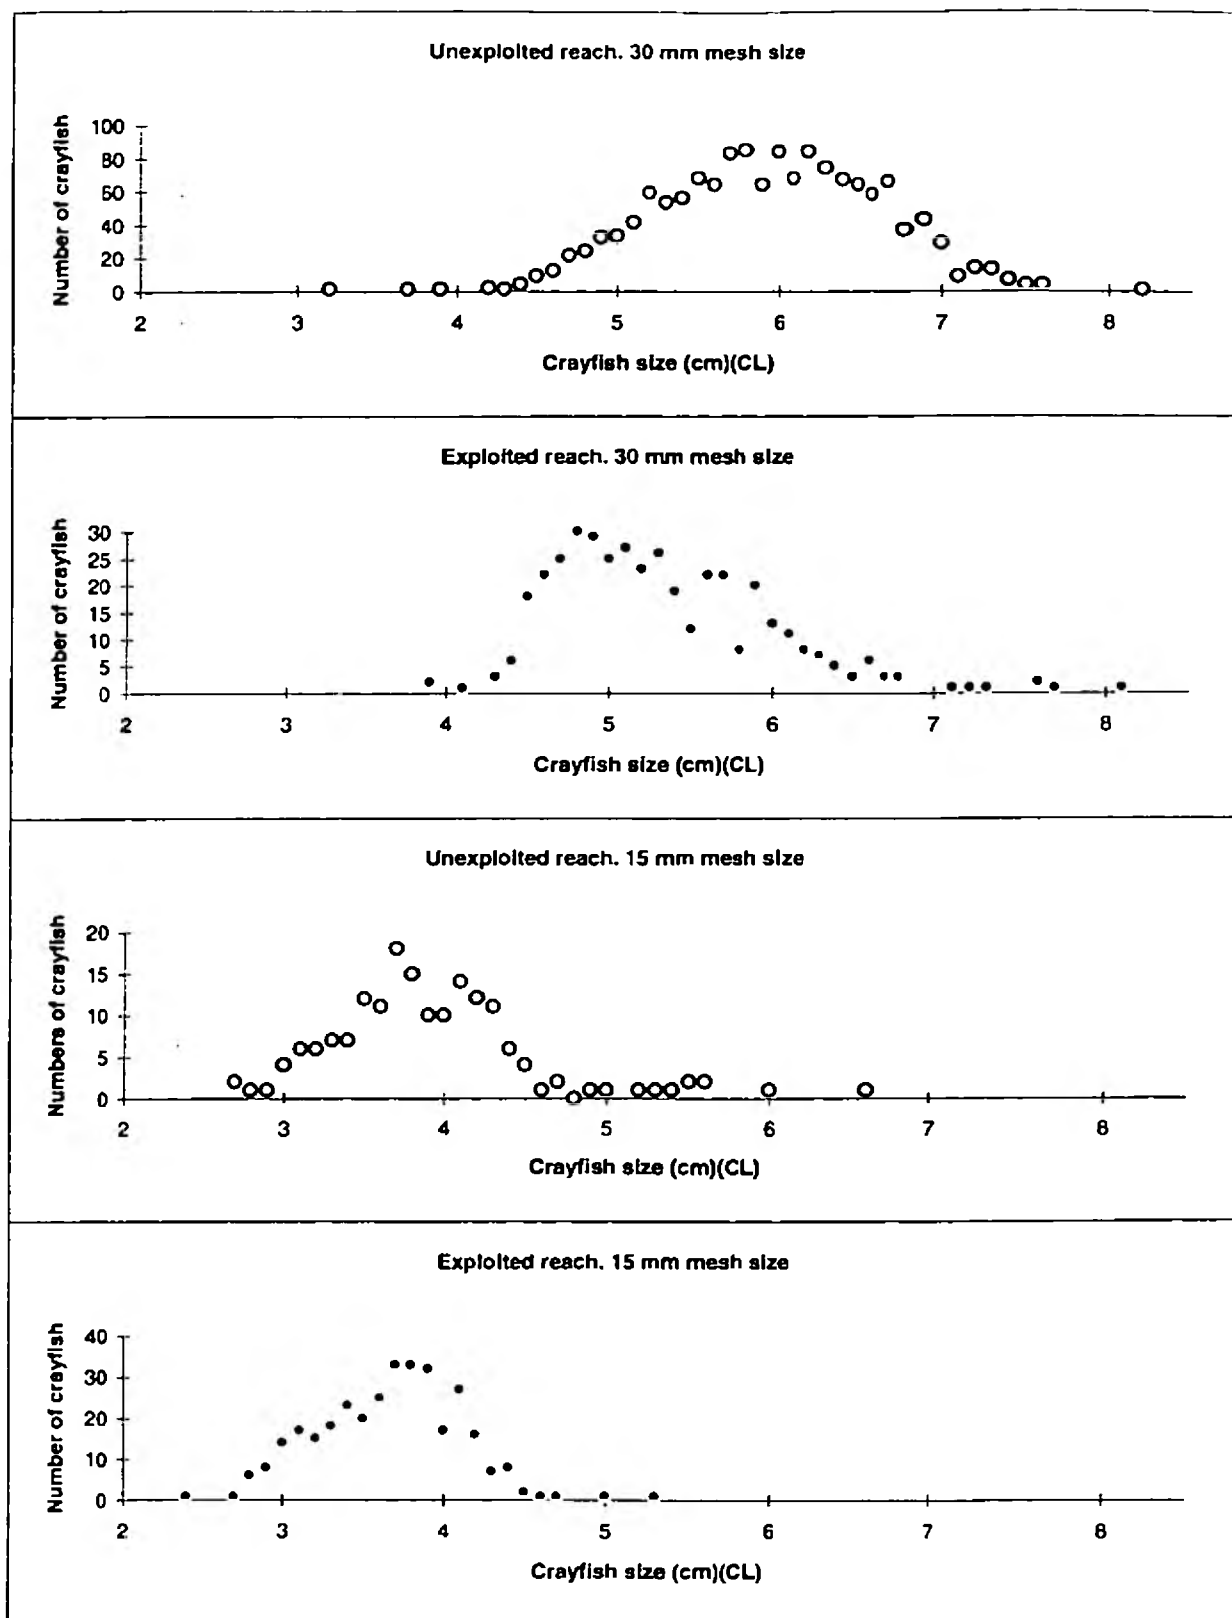 Unexploited reach. 30 mm mesh size
Number of crayfish
100
80
60
40
20
0
2 3 4 5 6 7 8
Crayfish size (cm)(CL)
Exploited reach. 30 mm mesh size
Number of crayfish
30
25
20
15
10
5
0
2 3 4 5 6 7 8
Crayfish size (cm)(CL)
Unexploited reach. 15 mm mesh size
Numbers of crayfish
20
15
10
5
0
2 3 4 5 6 7 8
Crayfish size (cm)(CL)
Exploited reach. 15 mm mesh size
Number of crayfish
40
30
20
10
0
2 3 4 5 6 7 8
Crayfish size (cm)(CL)